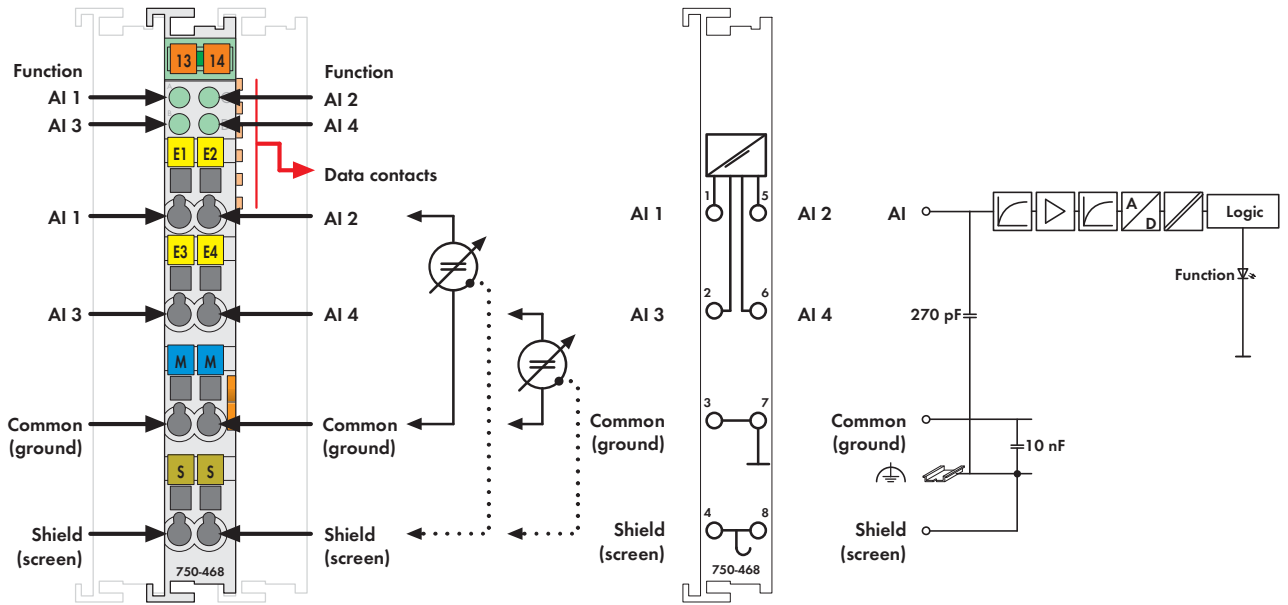 13 14
Function
AI 1
AI 3
Function
AI 2
AI 4
E1 E2
Data contacts
AI 1
AI 2
E3 E4
AI 3
AI 4
M M
Common
(ground)
Common
(ground)
S S
Shield
(screen)
Shield
(screen)
750-468
1 5
AI 1
AI 2
2 6
AI 3
AI 4
3 7
Common
(ground)
4 8
Shield
(screen)
750-468
AI
A
D
Logic
Function
270 pF
Common
(ground)
10 nF
Shield
(screen)